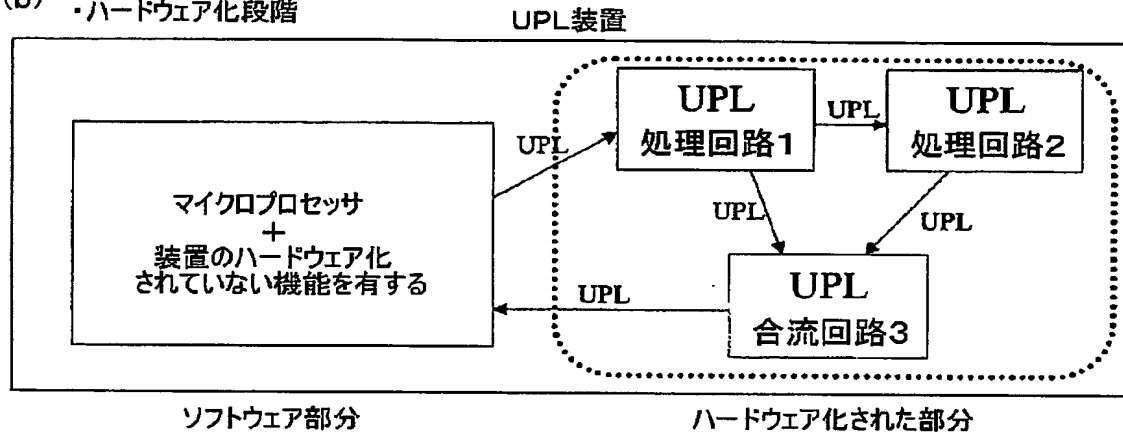 (b) ・ハードウェア化段階
UPL装置
UPL
処理回路1
UPL
UPL
処理回路2
UPL
マイクロプロセッサ
+
装置のハードウェア化
されていない機能を有する
UPL
UPL
UPL
UPL
合流回路3
ソフトウェア部分
ハードウェア化された部分